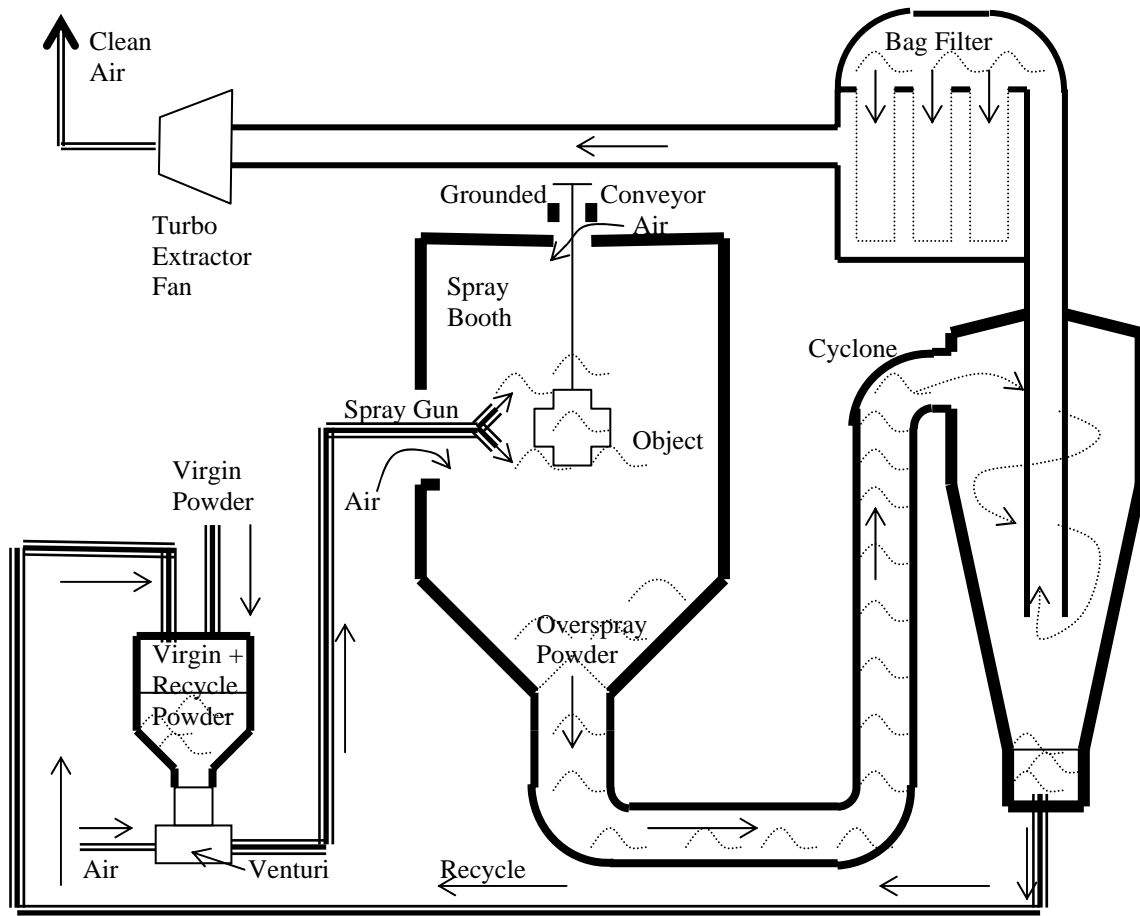 Clean
Air
Bag Filter
Grounded
Conveyor
Air
Turbo
Extractor
Fan
Spray
Booth
Cyclone
Spray Gun
Object
Air
Virgin
Powder
Overspray
Powder
Virgin +
Recycle
Powder
Air
Venturi
Recycle